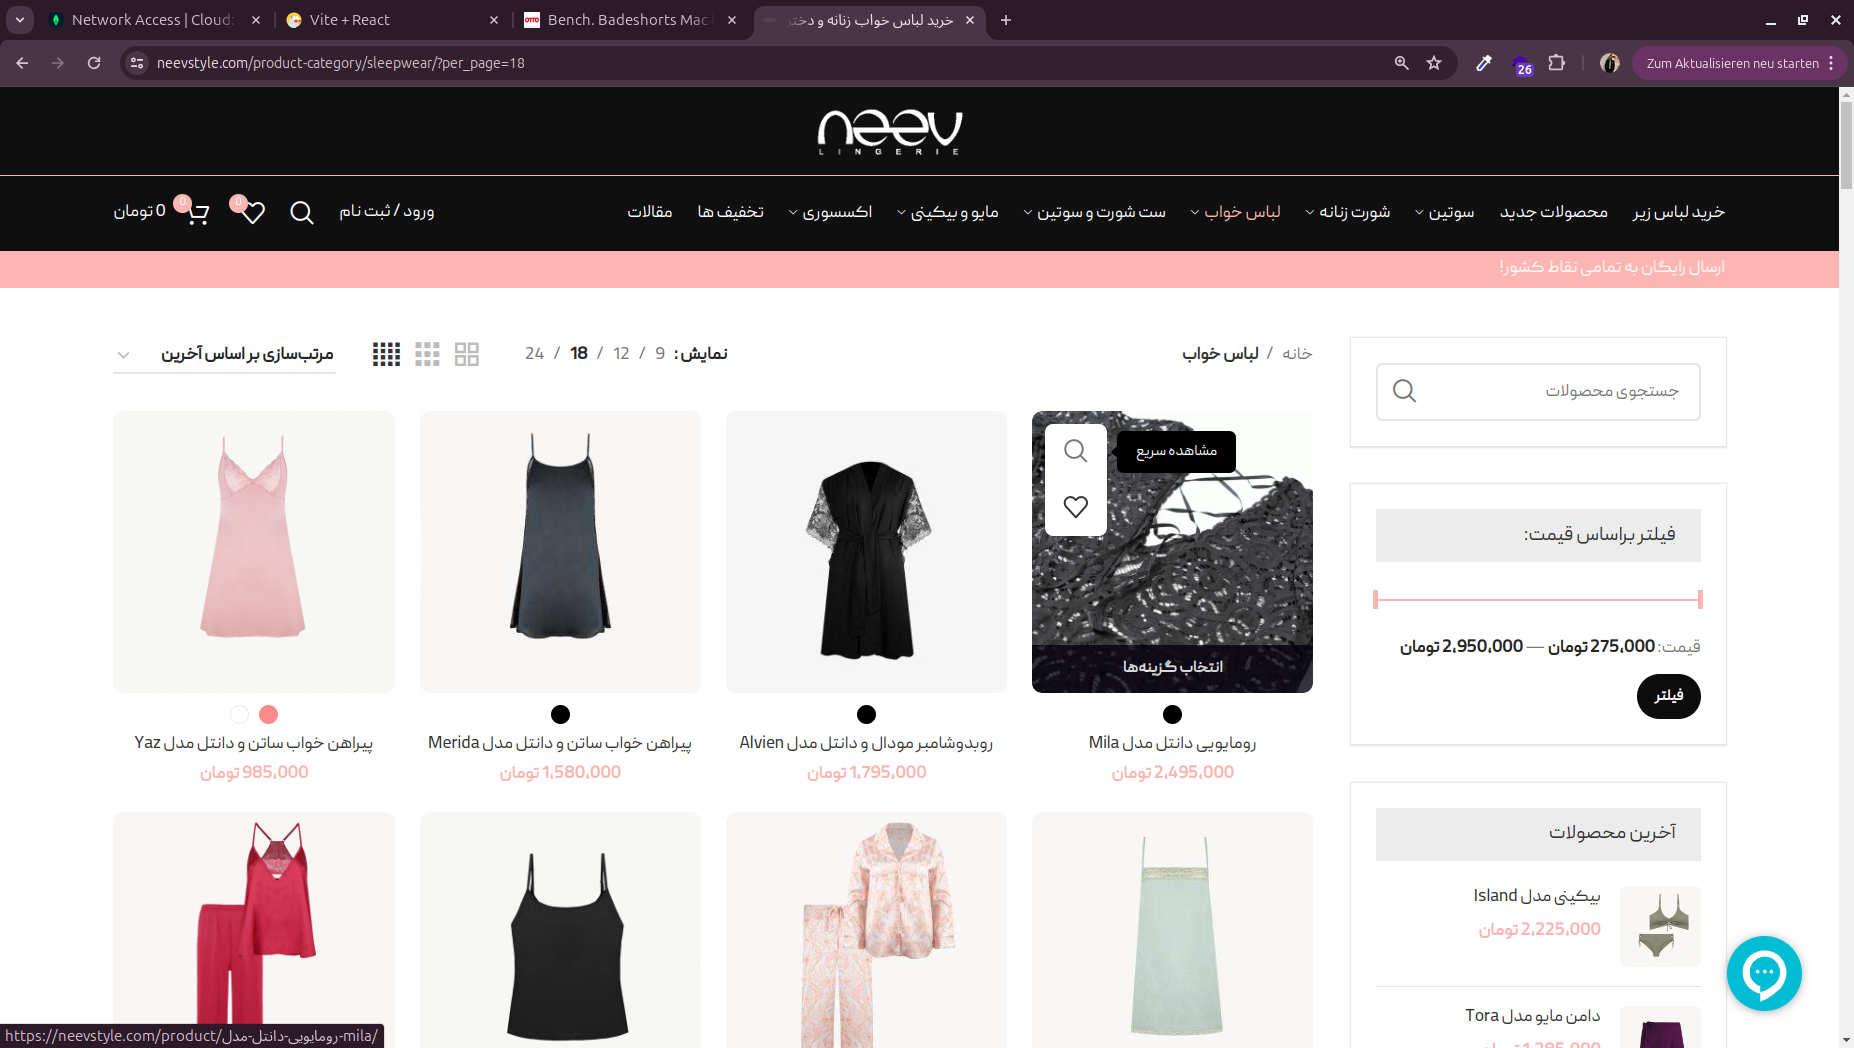 Network Access | Cloud:
Vite + React
OTTO
Bench. Badeshorts Mac i
خرید لباس خواب زنانه و دختر
neevstyle.com/product-category/sleepwear/?per_page=18
26
Zum Aktualisieren neu starten
neev
LINGERIE
خرید لباس زیر
محصولات جدید
سوتین
شورت زنانه
لباس خواب
ست شورت و سوتین
مایو و بیکینی
اکسسوری
تخفیف ها
مقالات
ورود / ثبت نام
0
0
0 تومان
ارسال رایگان به تمامی نقاط کشور!
جستجوی محصولات
خانه / لباس خواب
نمایش: 9 / 12 / 18 / 24
مرتب‌سازی بر اساس آخرین
فیلتر براساس قیمت:
قیمت: 275,000 تومان — 2,950,000 تومان
فیلتر
مشاهده سریع
انتخاب گزینه‌ها
رومایویی دانتل مدل Mila
2,495,000 تومان
روبدوشامبر مودال و دانتل مدل Alvien
1,795,000 تومان
پیراهن خواب ساتن و دانتل مدل Merida
1,580,000 تومان
پیراهن خواب ساتن و دانتل مدل Yaz
985,000 تومان
آخرین محصولات
بیکینی مدل Island
2,225,000 تومان
دامن مایو مدل Tora
https://neevstyle.com/product/رومایویی-دانتل-مدل-mila/